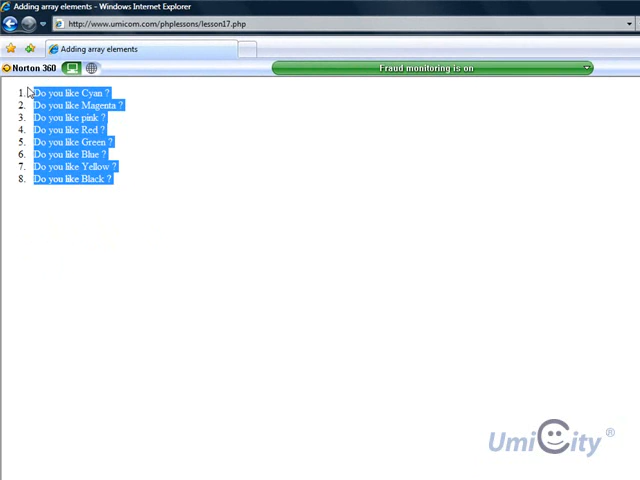 Adding array elements - Windows Internet Explorer
http://www.umicom.com/phplessons/lesson17.php
Adding array elements
Norton 360
Fraud monitoring is on
1. Do you like Cyan ?
2. Do you like Magenta ?
3. Do you like pink ?
4. Do you like Red ?
5. Do you like Green ?
6. Do you like Blue ?
7. Do you like Yellow ?
8. Do you like Black ?
UmiCity ®